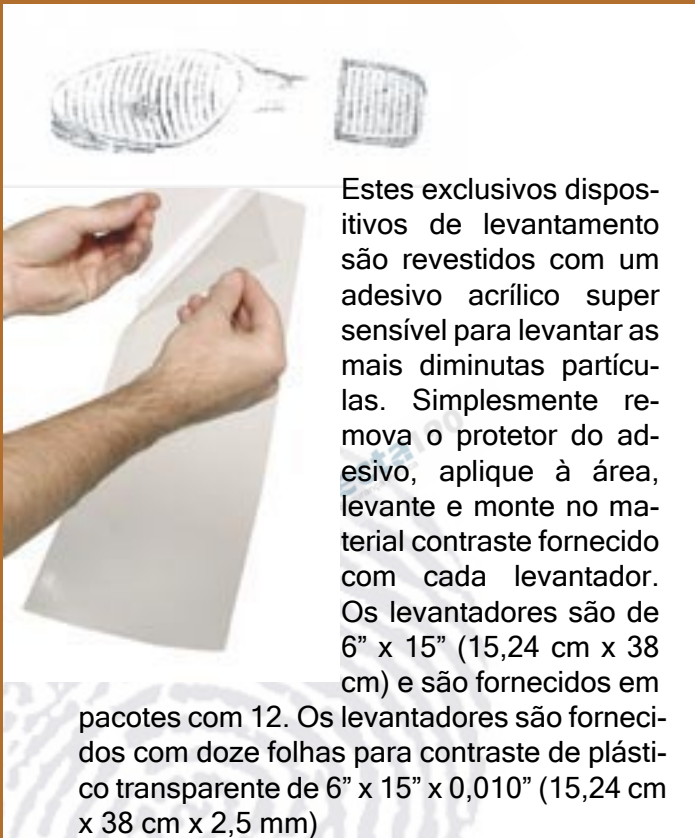 Estes exclusivos dispos-
itivos de levantamento
são revestidos com um
adesivo acrílico super
sensível para levantar as
mais diminutas partícu-
las. Simplesmente re-
mova o protetor do ad-
esivo, aplique à área,
levante e monte no ma-
terial contraste fornecido
com cada levantador.
Os levantadores são de
6” x 15” (15,24 cm x 38
cm) e são fornecidos em
pacotes com 12. Os levantadores são forneci-
dos com doze folhas para contraste de plásti-
co transparente de 6” x 15” x 0,010” (15,24 cm
x 38 cm x 2,5 mm)